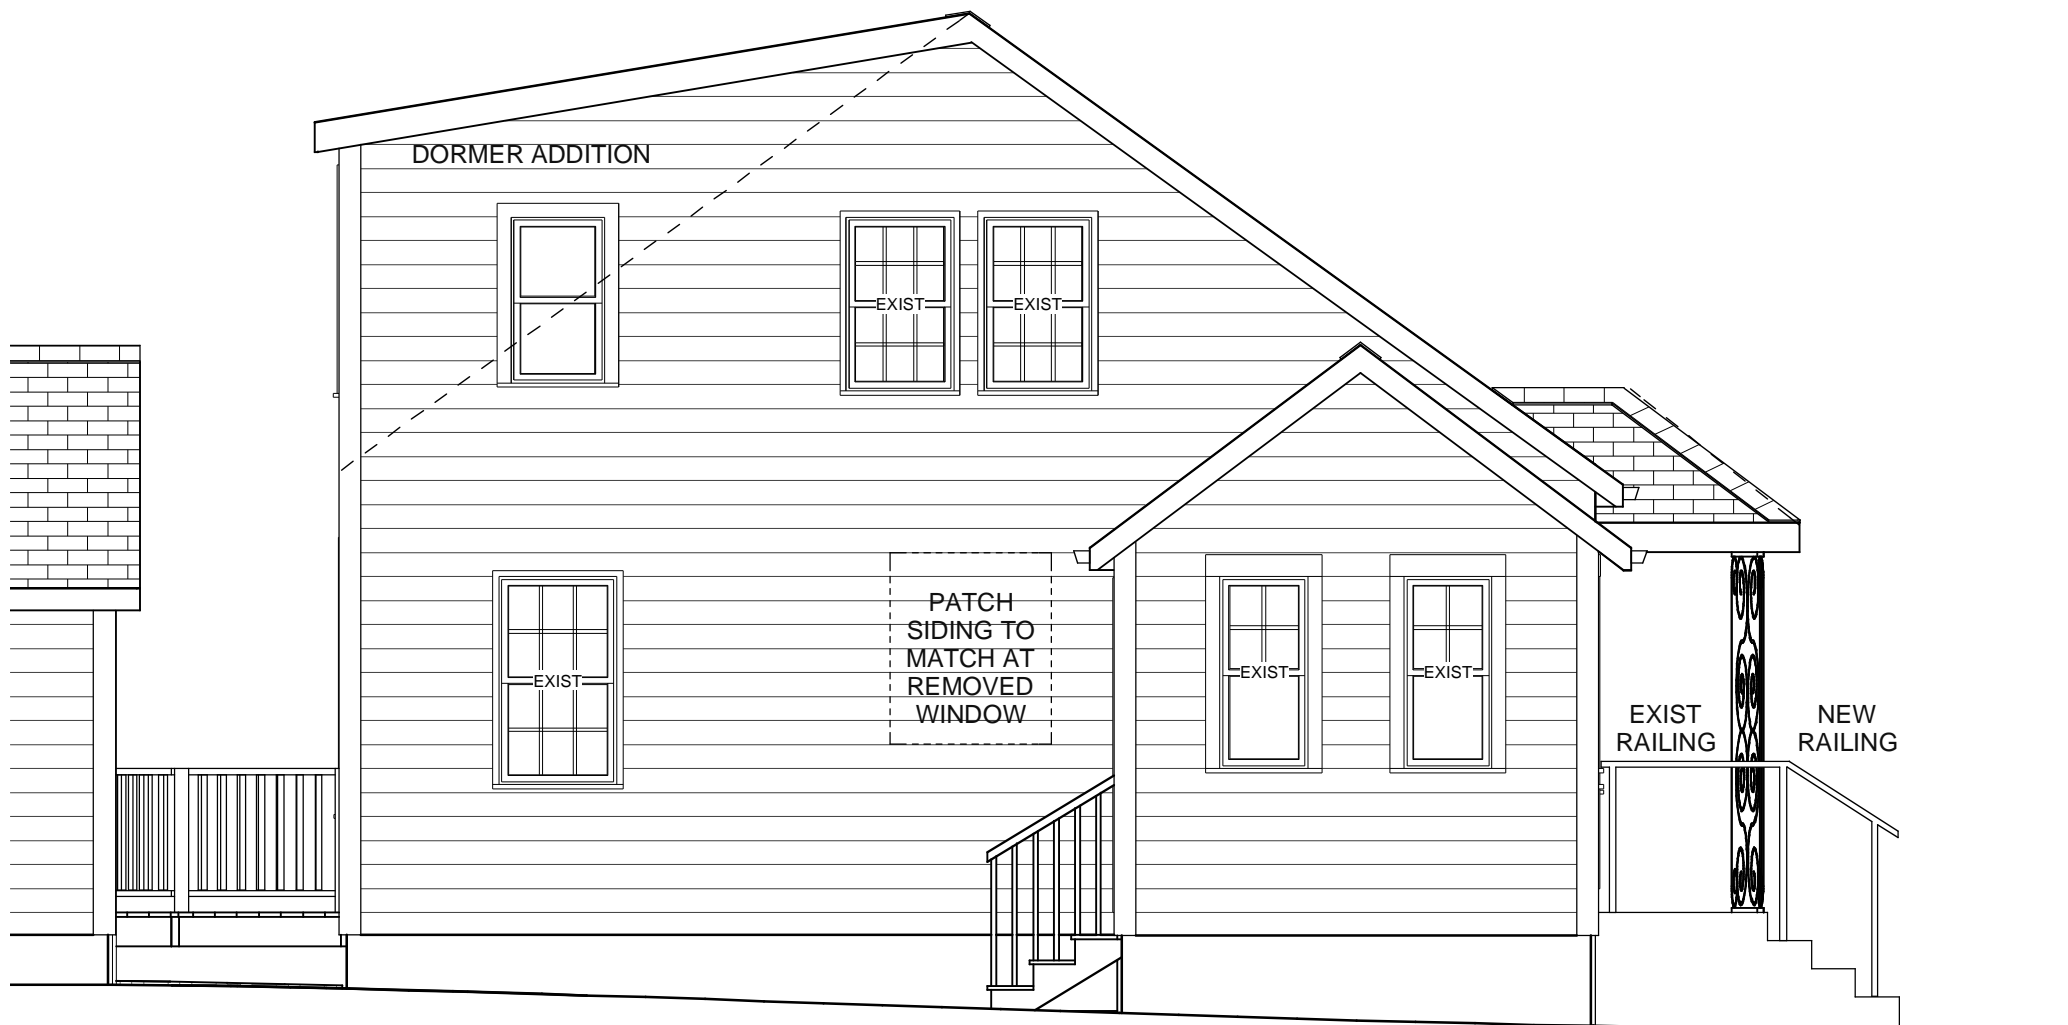 DORMER ADDITION
EXIST
EXIST
PATCH
SIDING TO
MATCH AT
REMOVED
WINDOW
EXIST
EXIST
EXIST
EXIST
RAILING
NEW
RAILING